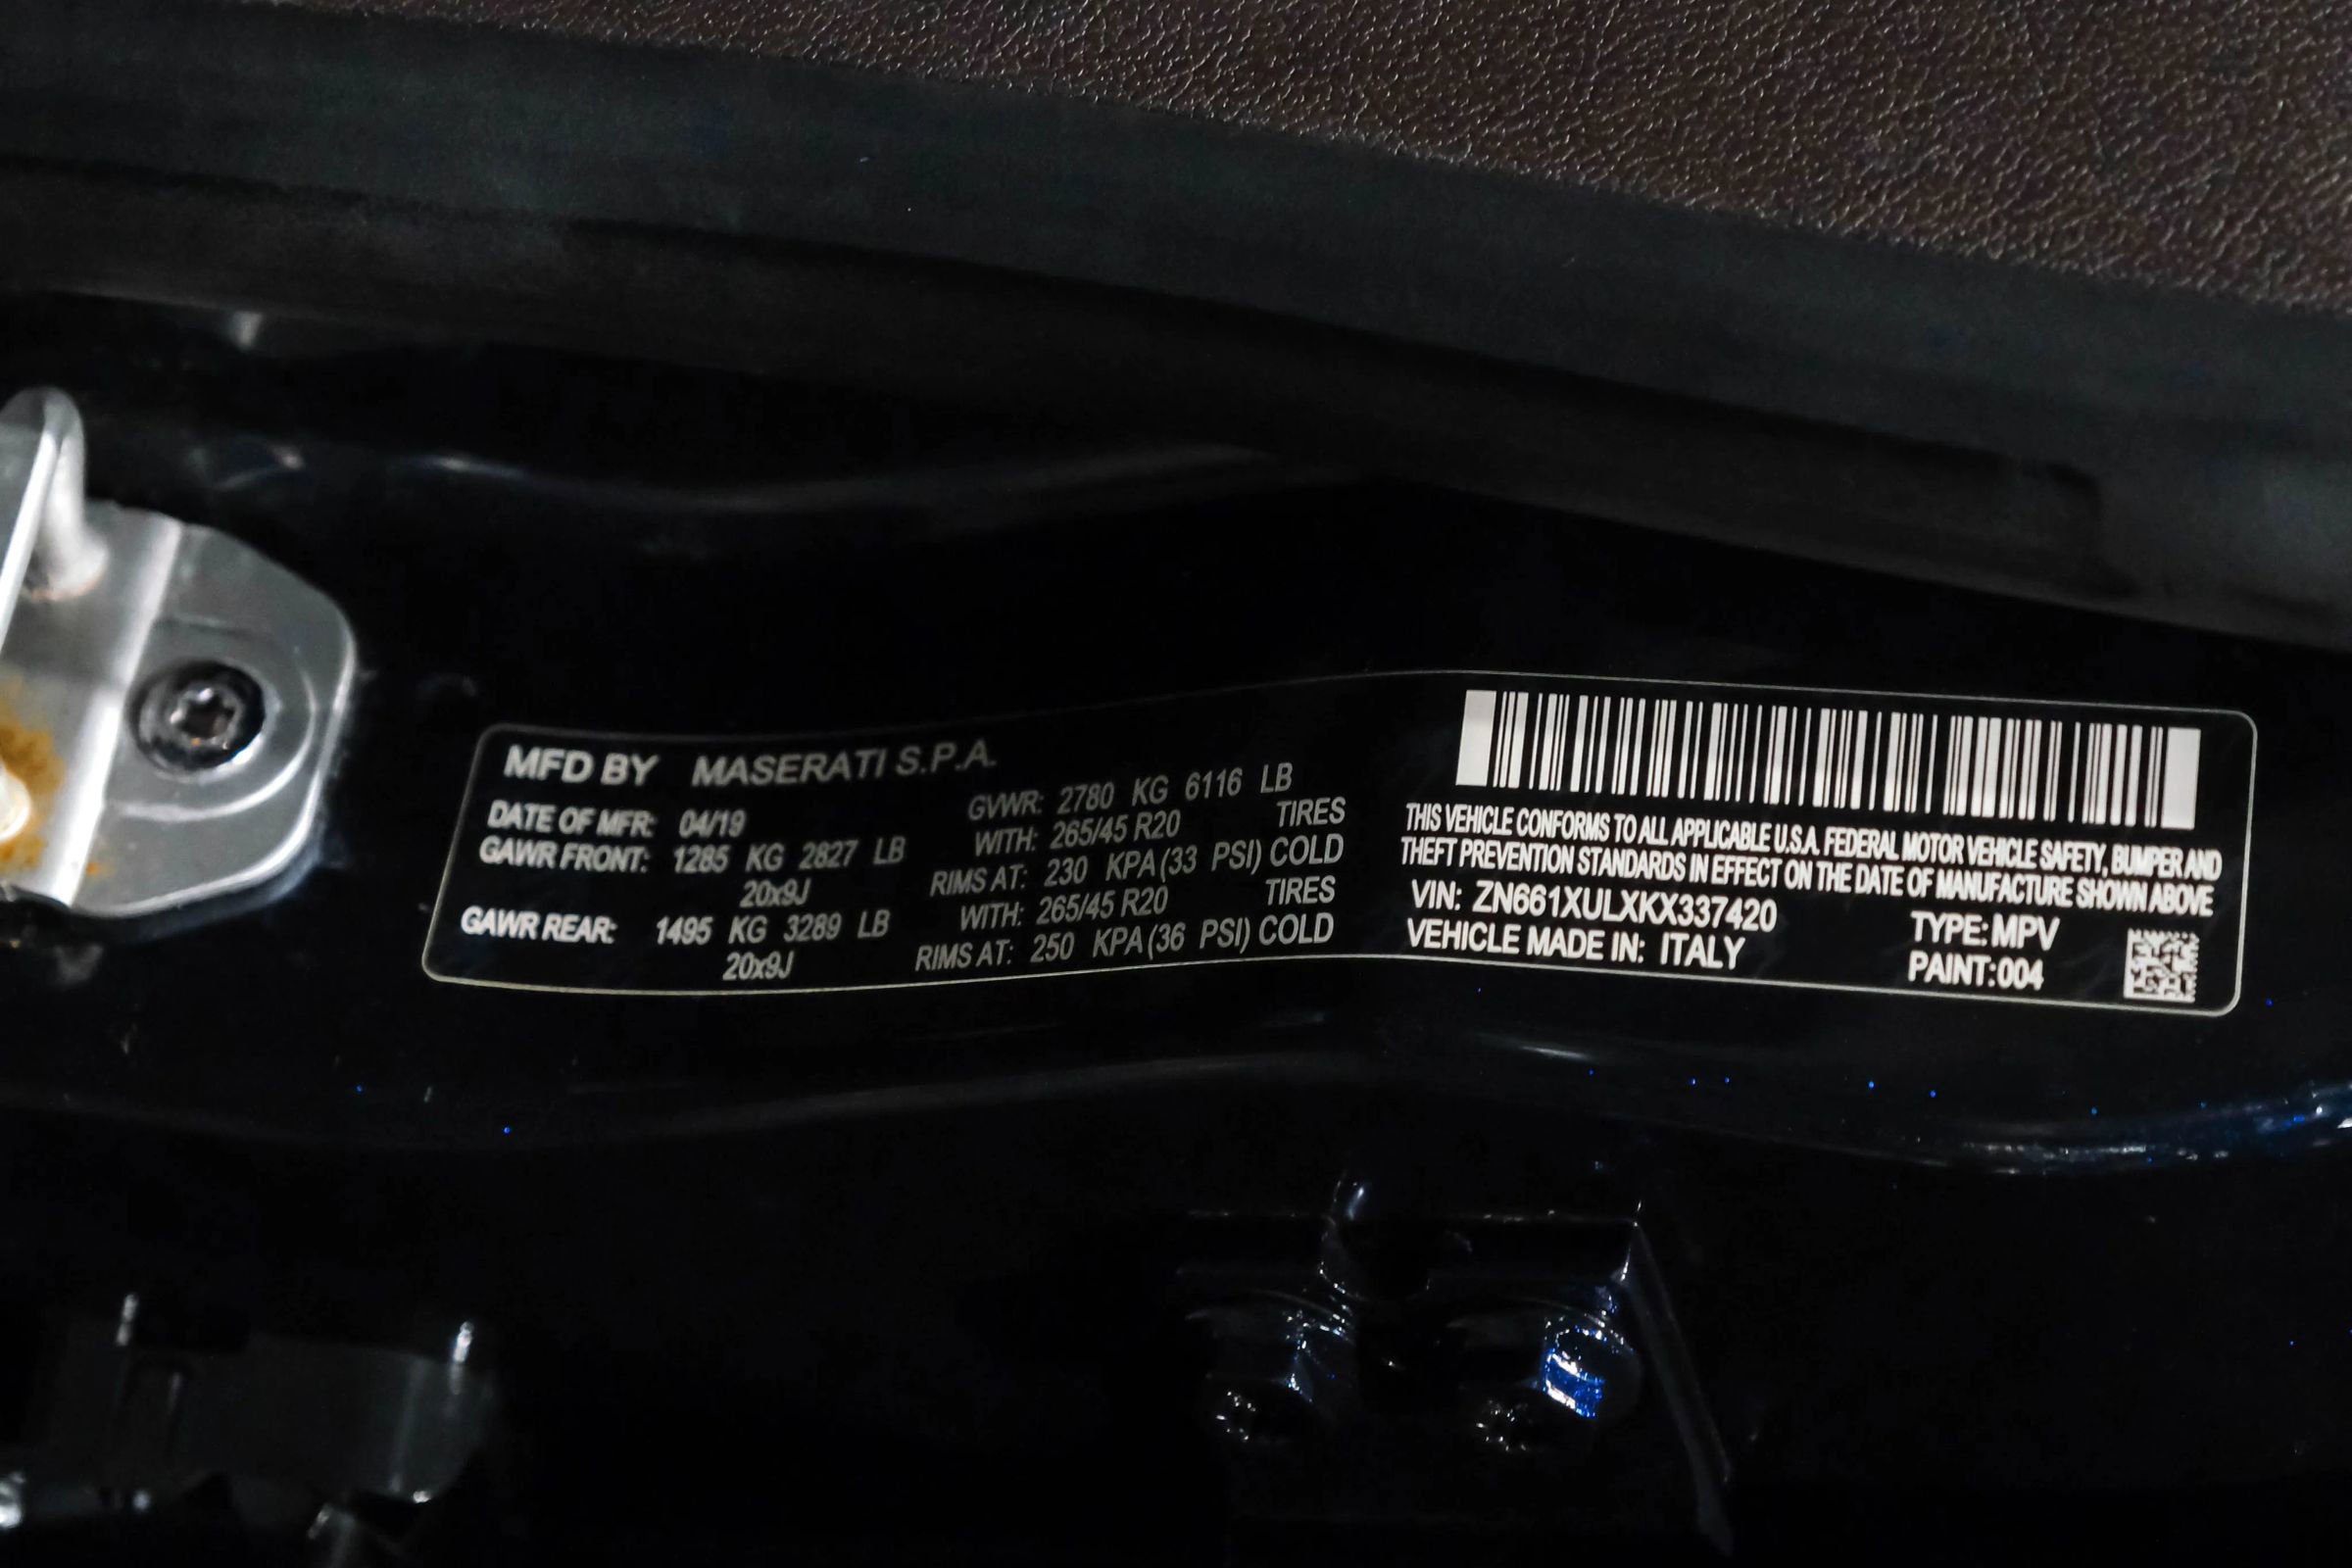 MFD BY MASERATI S.P.A.
DATE OF MFR: 04/19 GVWR: 2780 KG 6116 LB
GAWR FRONT: 1285 KG 2827 LB WITH: 265/45 R20 TIRES
20x9J RIMS AT: 230 KPA (33 PSI) COLD
GAWR REAR: 1495 KG 3289 LB WITH: 265/45 R20 TIRES
20x9J RIMS AT: 250 KPA (36 PSI) COLD
THIS VEHICLE CONFORMS TO ALL APPLICABLE U.S.A. FEDERAL MOTOR VEHICLE SAFETY, BUMPER AND
THEFT PREVENTION STANDARDS IN EFFECT ON THE DATE OF MANUFACTURE SHOWN ABOVE
VIN: ZN661XULXKX337420 TYPE: MPV
VEHICLE MADE IN: ITALY PAINT: 004